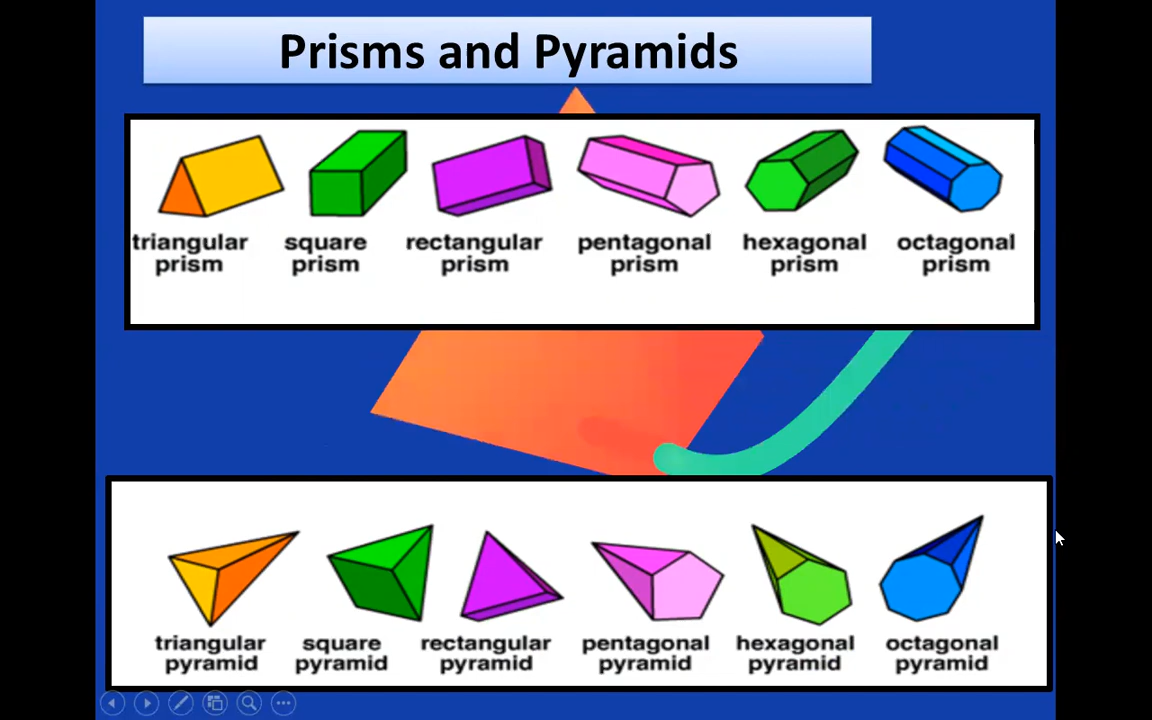 Prisms and Pyramids
triangular prism
square prism
rectangular prism
pentagonal prism
hexagonal prism
octagonal prism
triangular pyramid
square pyramid
rectangular pyramid
pentagonal pyramid
hexagonal pyramid
octagonal pyramid